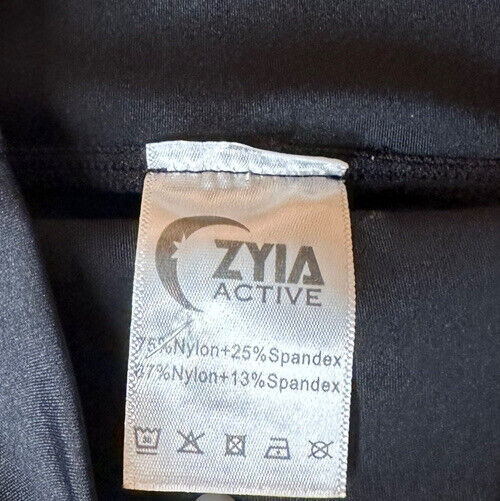 ZYIA
ACTIVE
75%Nylon+25%Spandex
87%Nylon+13%Spandex